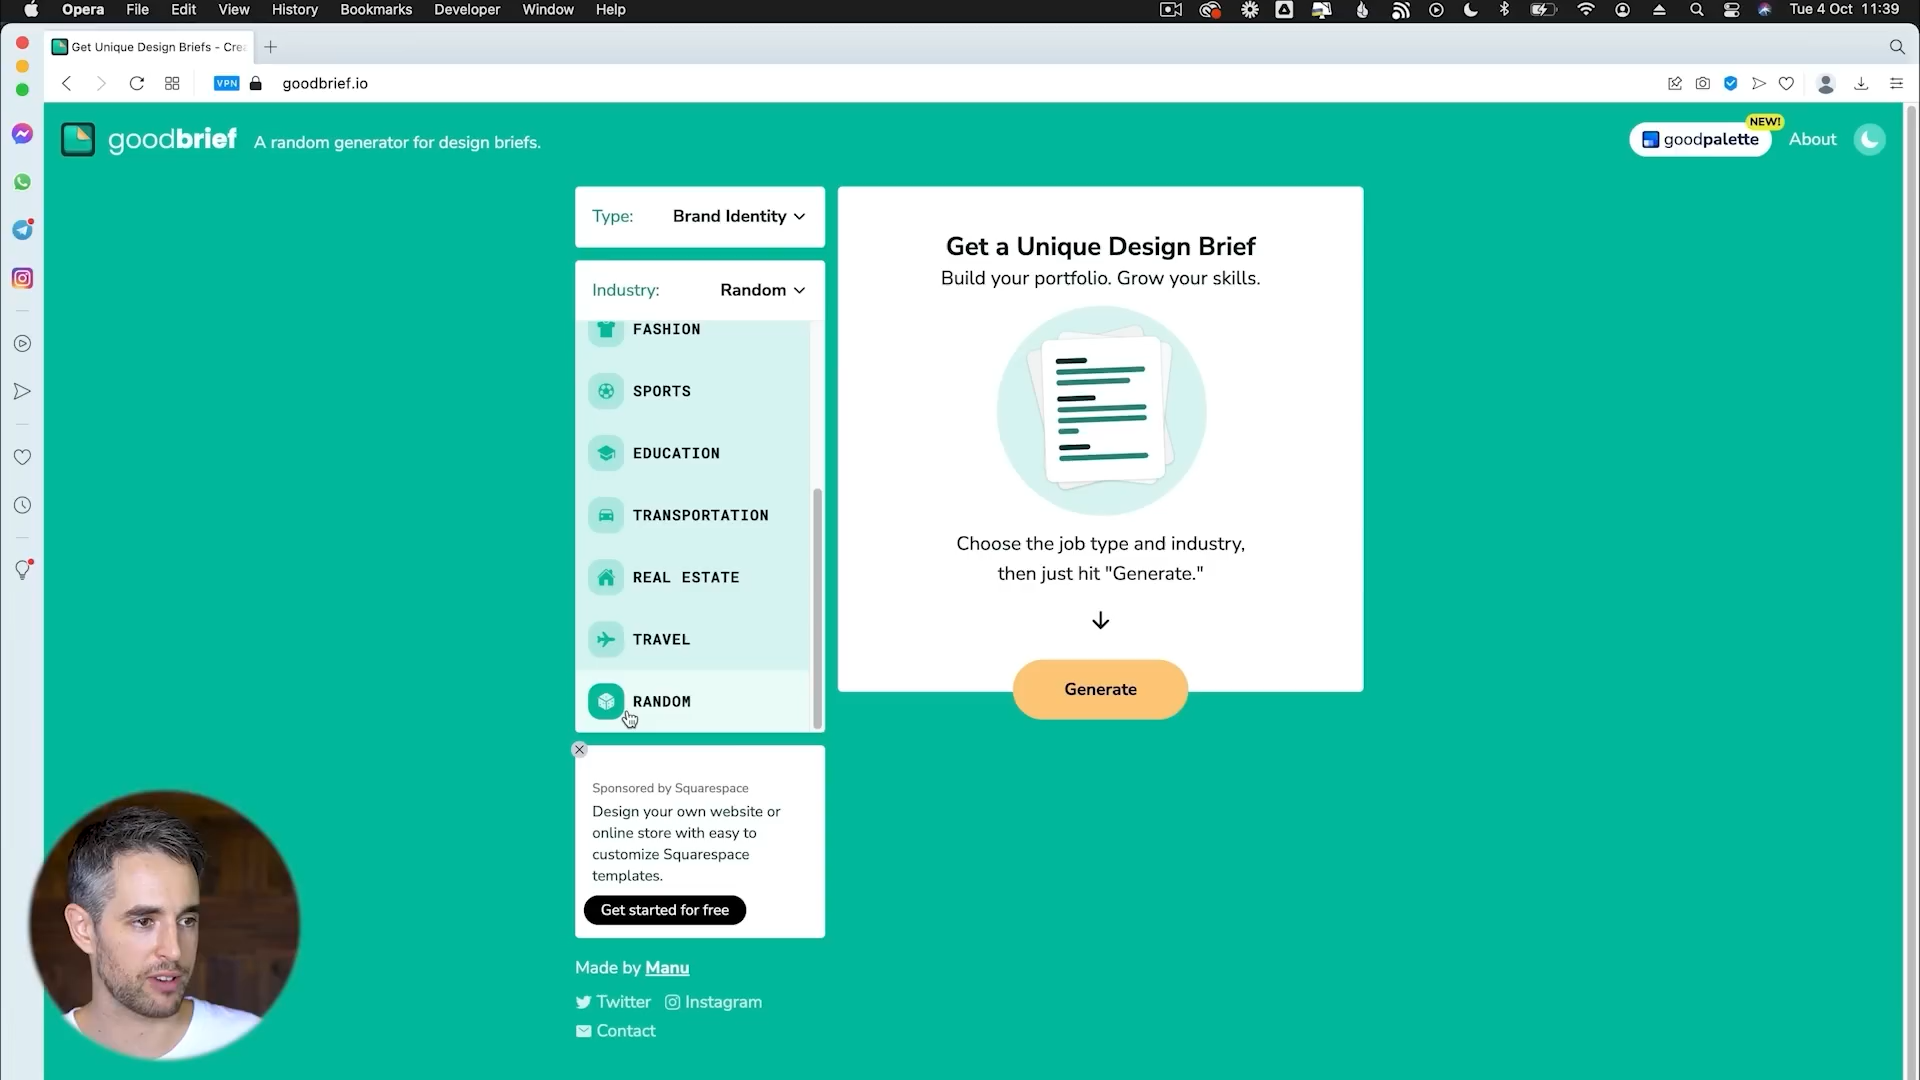 Opera File Edit View History Bookmarks Developer Window Help
Tue 4 Oct 11:39
Get Unique Design Briefs - Crea
VPN
goodbrief.io
goodbrief
A random generator for design briefs.
NEW!
goodpalette
About
Type: Brand Identity
Industry: Random
FASHION
SPORTS
EDUCATION
TRANSPORTATION
REAL ESTATE
TRAVEL
RANDOM
Get a Unique Design Brief
Build your portfolio. Grow your skills.
Choose the job type and industry,
then just hit "Generate."
Generate
Sponsored by Squarespace
Design your own website or
online store with easy to
customize Squarespace
templates.
Get started for free
Made by Manu
Twitter Instagram
Contact